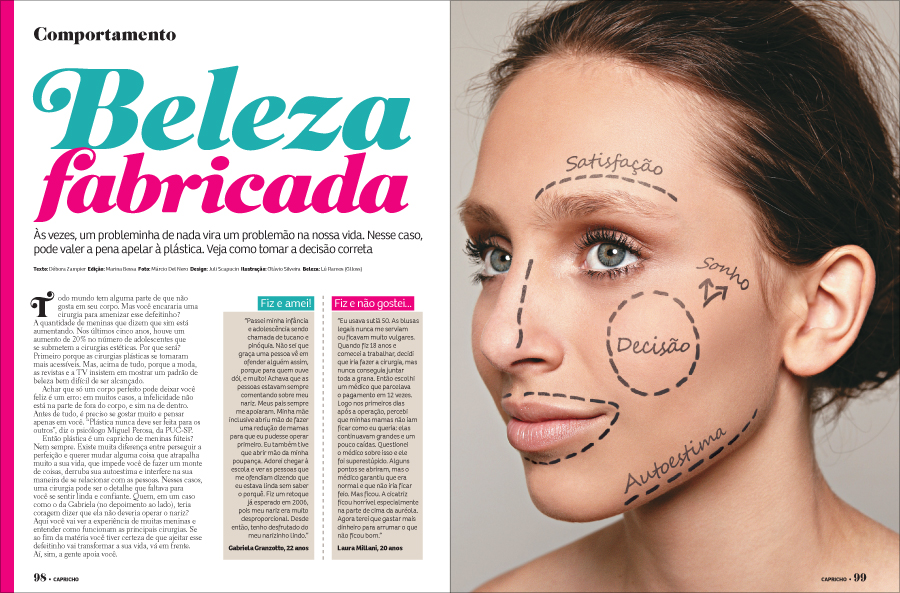 Comportamento
Beleza
fabricada
Às vezes, um probleminha de nada vira um problemão na nossa vida. Nesse caso,
pode valer a pena apelar à plástica. Veja como tomar a decisão correta
Texto: Débora Zampier Edição: Marina Bessa Foto: Márcio Del Nero Design: Juli Scagacin Ilustração: Otávio Silveira Beleza:
Todo mundo tem alguma parte de que não
gosta em seu corpo. Mas você encararia uma
cirurgia para amenizar esse defeitinho?
A quantidade de meninas que dizem que sim está
aumentando. Nos últimos cinco anos, houve um
aumento de 20% no número de adolescentes que
se submetem a cirurgias estéticas. Por que será?
Primeiro porque as cirurgias plásticas se tornaram
mais acessíveis. Mas, acima de tudo, porque a moda,
as revistas e a TV insistem em mostrar um padrão de
beleza bem difícil de ser alcançado.
Achar que só um corpo perfeito pode deixar você
feliz é um erro: em muitos casos, a infelicidade não
está na parte de fora do corpo, e sim na de dentro.
Antes de tudo, é preciso se gostar muito e pensar
apenas em você. "Plástica nunca deve ser feita para os
outros", diz o psicólogo Miguel Perosa, da PUC-SP.
Então plástica é um capricho de meninas fúteis?
Nem sempre. Existe muita diferença entre perseguir a
perfeição e querer mudar alguma coisa que atrapalha
muito a sua vida, que impede você de fazer um monte
de coisas, derruba sua autoestima e interfere na sua
maneira de se relacionar com as pessoas. Nesses casos,
uma cirurgia pode ser o detalhe que faltava para
você se sentir linda e confiante. Quem, em um caso
como o da Gabriela (no depoimento ao lado), teria
coragem dizer que ela não deveria operar o nariz?
Aqui você vai ver a experiência de muitas meninas e
entender como funcionam as principais cirurgias. Se
ao fim da matéria você tiver certeza de que ajeitar esse
defeitinho vai transformar a sua vida, vá em frente.
Aí, sim, a gente apoia você.
Fiz e amei!
"Passei minha infância
e adolescência sendo
chamada de tucano e
pinóquia. Não sei que
graça uma pessoa vê em
ofender alguém assim,
porque para quem ouve
dói, e muito! Achava que as
pessoas estavam sempre
comentando sobre meu
nariz. Meus pais sempre
me apoiaram. Minha mãe
inclusive abriu mão de fazer
uma redução de mamas
para que eu pudesse operar
primeiro. Eu também tive
que abrir mão da minha
poupança. Adorei chegar à
escola e ver as pessoas que
me ofendiam dizendo que
eu estava linda sem saber
o porquê. Fiz um retoque
já esperado em 2006,
pois meu nariz era muito
desproporcional. Desde
então, tenho desfrutado do
meu narizinho lindo."
Gabriela Granzotto, 22 anos
Fiz e não gostei...
"Eu usava sutiã 50. As blusas
legais nunca me serviam
ou ficavam vulgares.
Quando fiz 18 anos e
comecei a trabalhar, decidi
que iria fazer a cirurgia, mas
nunca conseguia juntar
toda a grana. Então escolhi
um médico que parcelava
o pagamento em 12 vezes.
Logo nos primeiros dias
após a operação, percebi
que minhas mamas não iam
ficar como eu queria: elas
continuavam grandes e um
pouco caídas. Questionei
o médico sobre isso e ele
foi superestúpido. Alguns
pontos se abriram, mas o
médico garantiu que era
normal e que não iria ficar
feio. Mas ficou. A cicatriz
ficou horrível especialmente
na parte de cima da auréola.
Agora terei que gastar mais
dinheiro para arrumar o que
não ficou bom."
Laura Millani, 20 anos
98 • CAPRICHO
Satisfação
Sonho
Decisão
Autoestima
CAPRICHO • 99